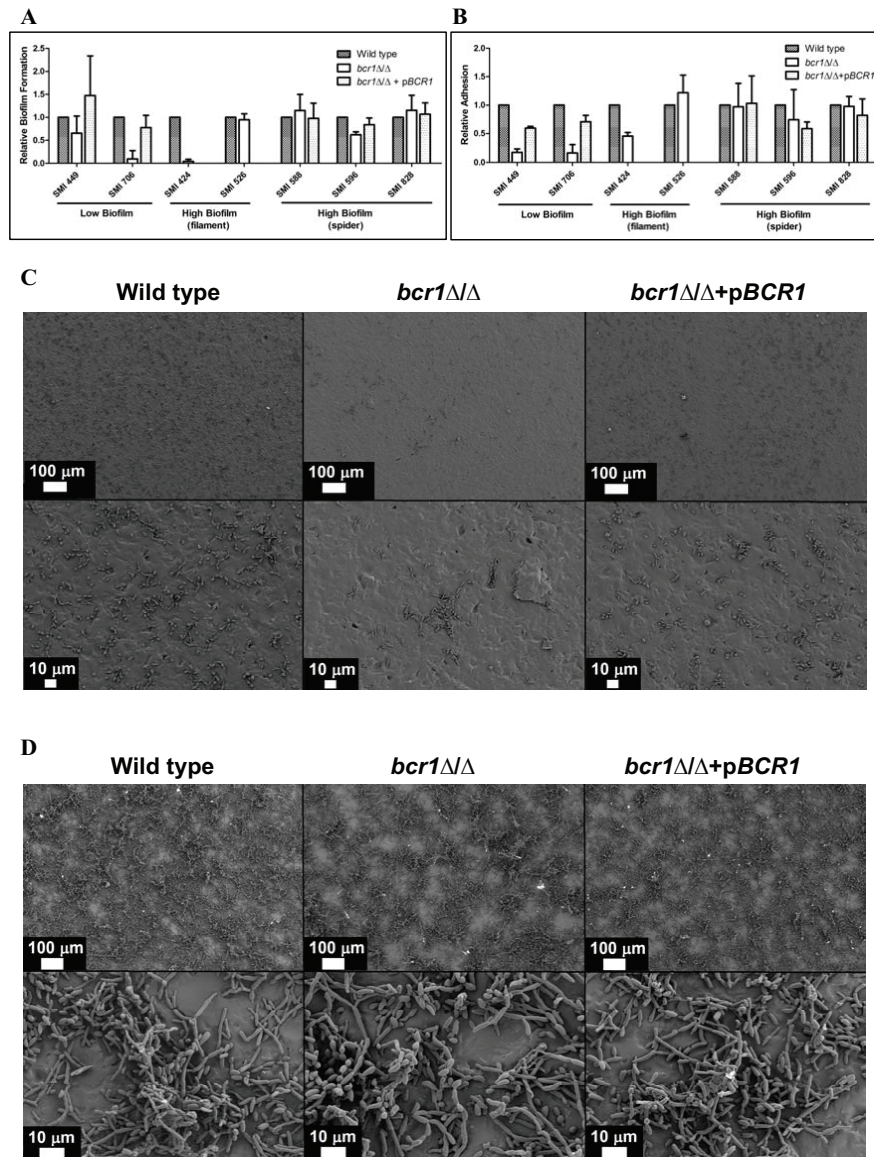 A
Relative Biofilm Formation
2.5
2.0
1.5
1.0
0.5
0.0
Wild type
bcr1Δ/Δ
bcr1Δ/Δ + pBCR1
SMI 449
SMI 706
SMI 424
SMI 526
SMI 588
SMI 596
SMI 828
Low Biofilm
High Biofilm
(filament)
High Biofilm
(spider)
B
Relative Adhesion
2.0
1.5
1.0
0.5
0.0
Wild type
bcr1Δ/Δ
bcr1Δ/Δ+pBCR1
SMI 449
SMI 706
SMI 424
SMI 526
SMI 588
SMI 596
SMI 828
Low Biofilm
High Biofilm
(filament)
High Biofilm
(spider)
C
Wild type bcr1Δ/Δ bcr1Δ/Δ+pBCR1
100 μm 100 μm 100 μm
10 μm 10 μm 10 μm
D
Wild type bcr1Δ/Δ bcr1Δ/Δ+pBCR1
100 μm 100 μm 100 μm
10 μm 10 μm 10 μm